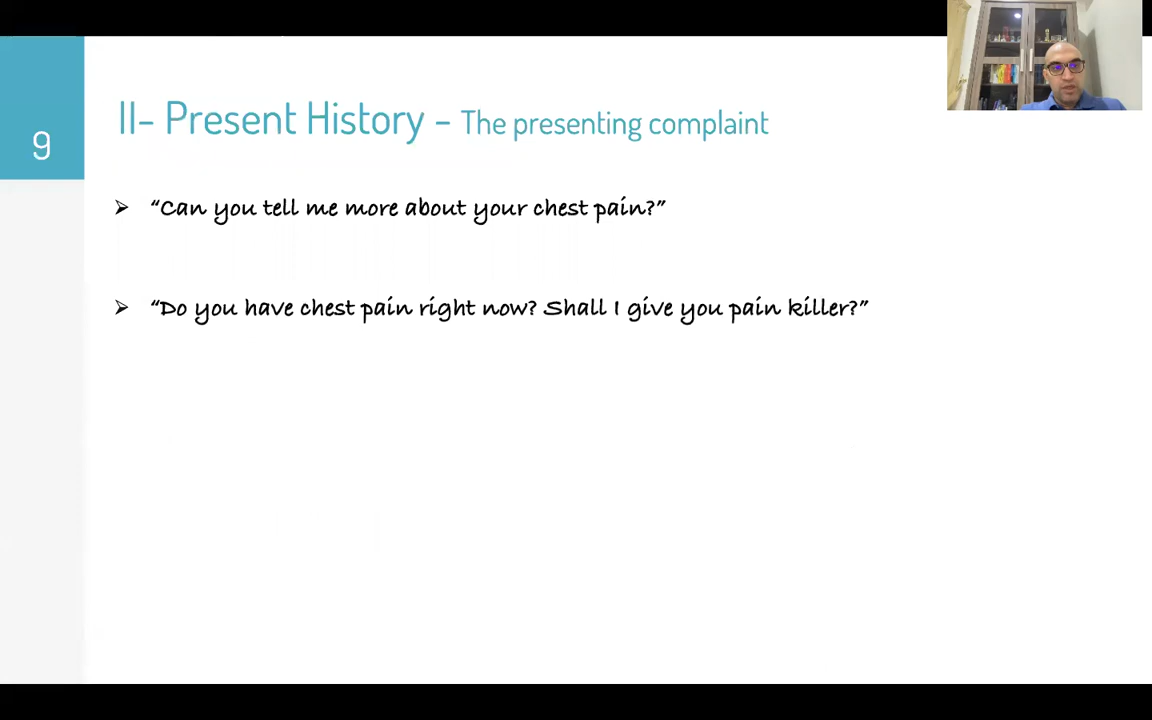 9
II- Present History - The presenting complaint
➢ “Can you tell me more about your chest pain?”
➢ “Do you have chest pain right now? Shall I give you pain killer?”